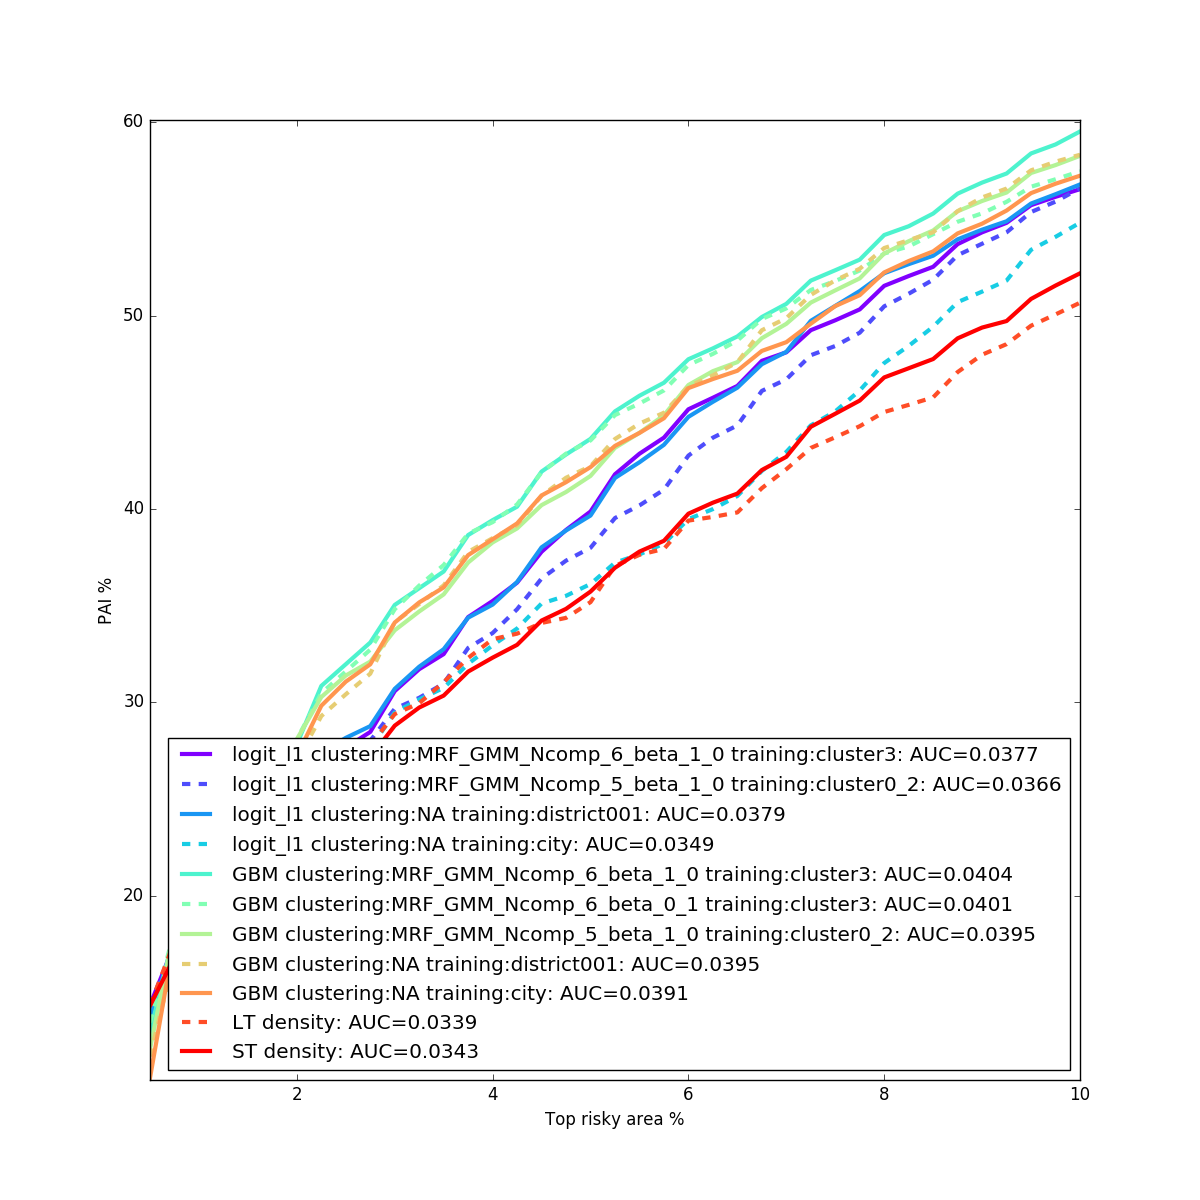 60
50
40
30
20
PAI %
logit_l1 clustering:MRF_GMM_Ncomp_6_beta_1_0 training:cluster3: AUC=0.0377
logit_l1 clustering:MRF_GMM_Ncomp_5_beta_1_0 training:cluster0_2: AUC=0.0366
logit_l1 clustering:NA training:district001: AUC=0.0379
logit_l1 clustering:NA training:city: AUC=0.0349
GBM clustering:MRF_GMM_Ncomp_6_beta_1_0 training:cluster3: AUC=0.0404
GBM clustering:MRF_GMM_Ncomp_6_beta_0_1 training:cluster3: AUC=0.0401
GBM clustering:MRF_GMM_Ncomp_5_beta_1_0 training:cluster0_2: AUC=0.0395
GBM clustering:NA training:district001: AUC=0.0395
GBM clustering:NA training:city: AUC=0.0391
LT density: AUC=0.0339
ST density: AUC=0.0343
2 4 6 8 10
Top risky area %